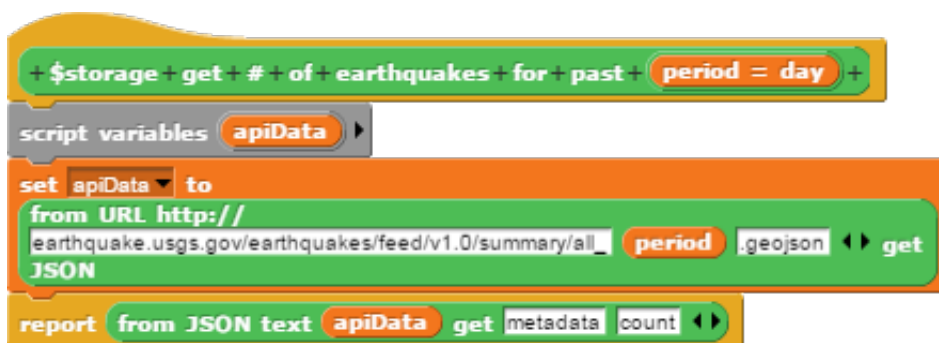 + $storage + get + # + of + earthquakes + for + past + period = day +
script variables apiData
set apiData to
from URL http://
earthquake.usgs.gov/earthquakes/feed/v1.0/summary/all_ period .geojson get
JSON
report from JSON text apiData get metadata count